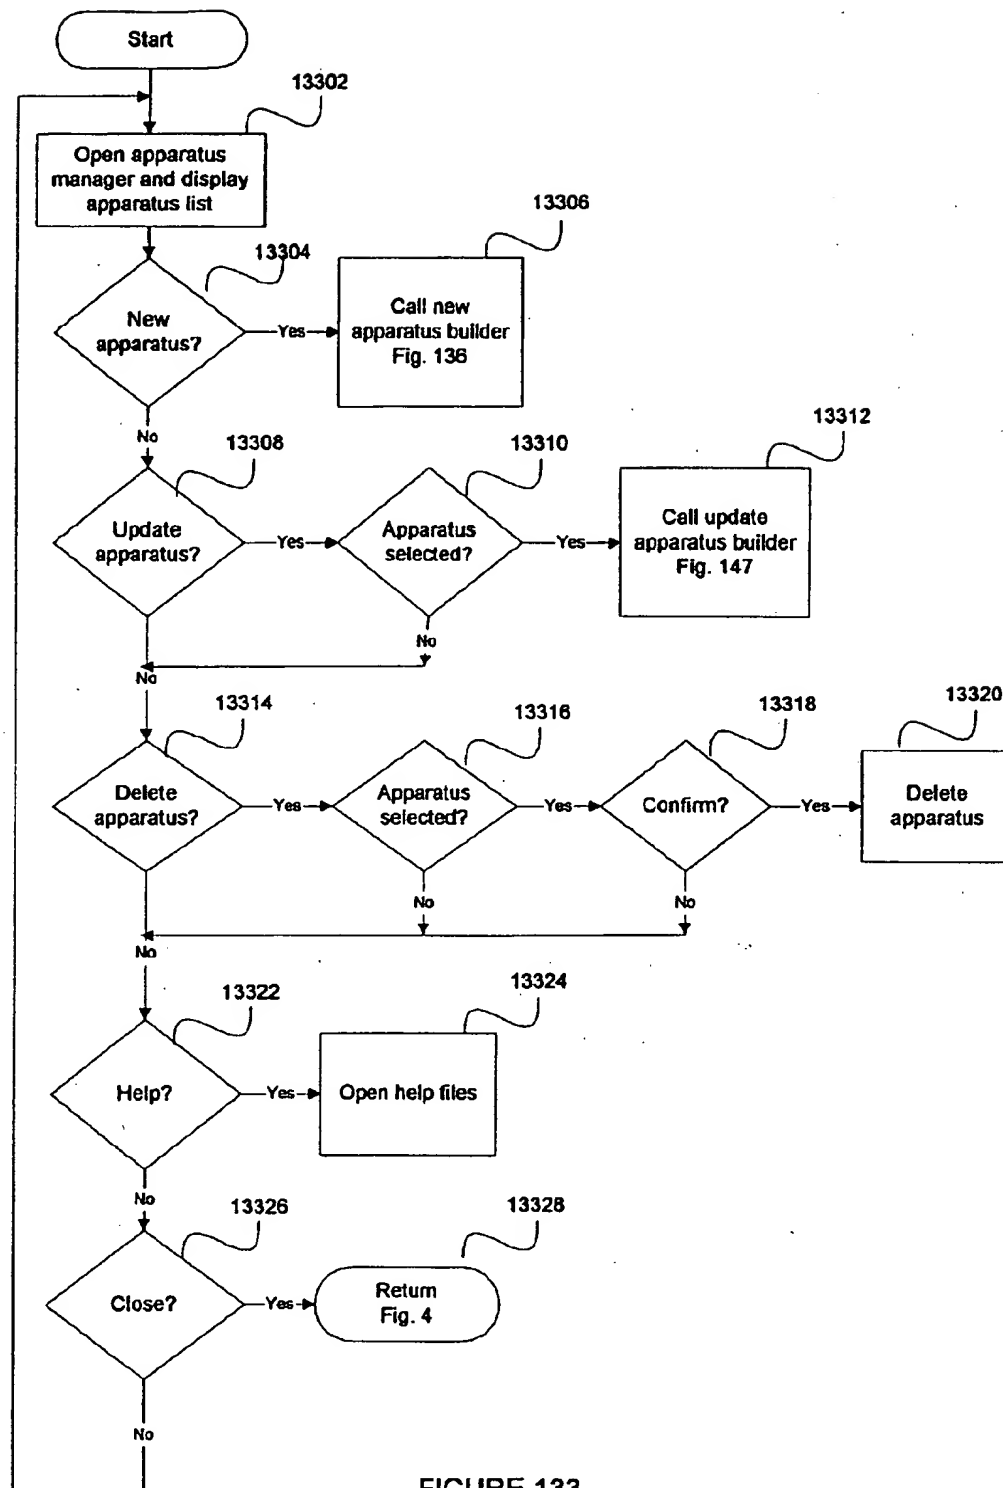 Start
13302
Open apparatus
manager and display
apparatus list
13304
13306
New
apparatus?
Yes
Call new
apparatus builder
Fig. 136
No
13308
13310
13312
Update
apparatus?
Yes
Apparatus
selected?
Yes
Call update
apparatus builder
Fig. 147
No
No
13314
13316
13318
13320
Delete
apparatus?
Yes
Apparatus
selected?
Yes
Confirm?
Yes
Delete
apparatus
No
No
No
13322
13324
Help?
Yes
Open help files
No
13326
13328
Close?
Yes
Return
Fig. 4
No
FIGURE 133